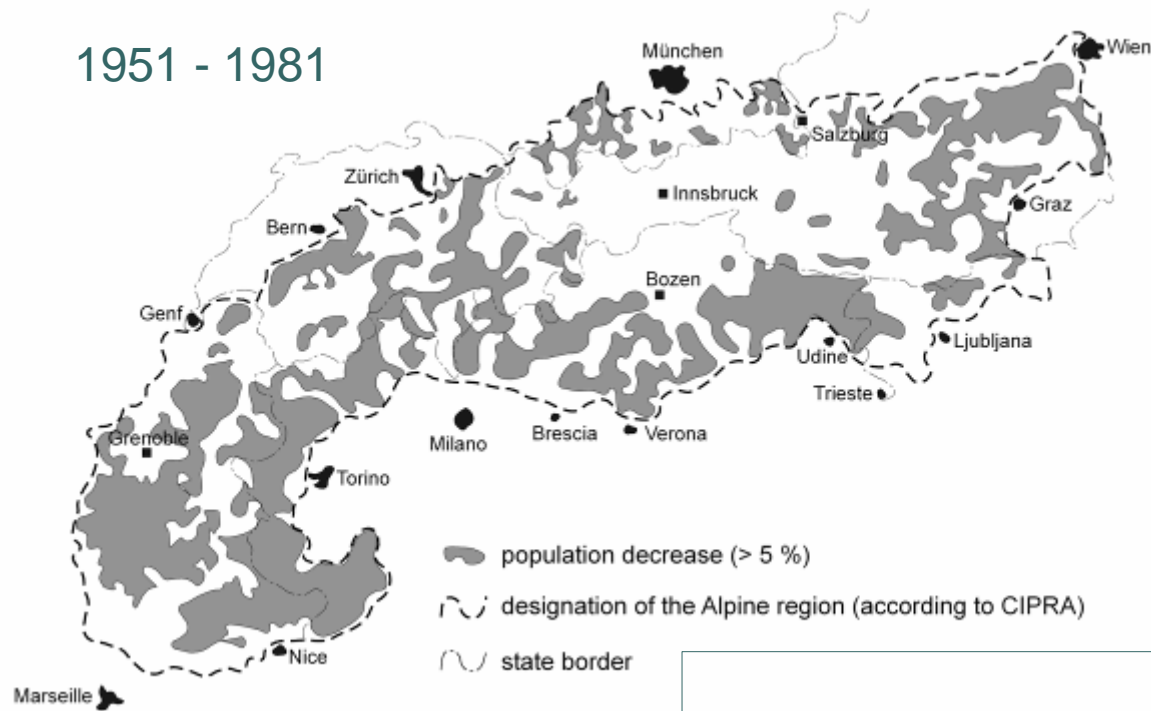 1951 - 1981
München
Wien
Salzburg
Zürich
Innsbruck
Graz
Bern
Bozen
Genf
Udine
Ljubljana
Trieste
Grenoble
Milano
Brescia
Verona
Torino
population decrease (> 5 %)
designation of the Alpine region (according to CIPRA)
Nice
state border
Marseille